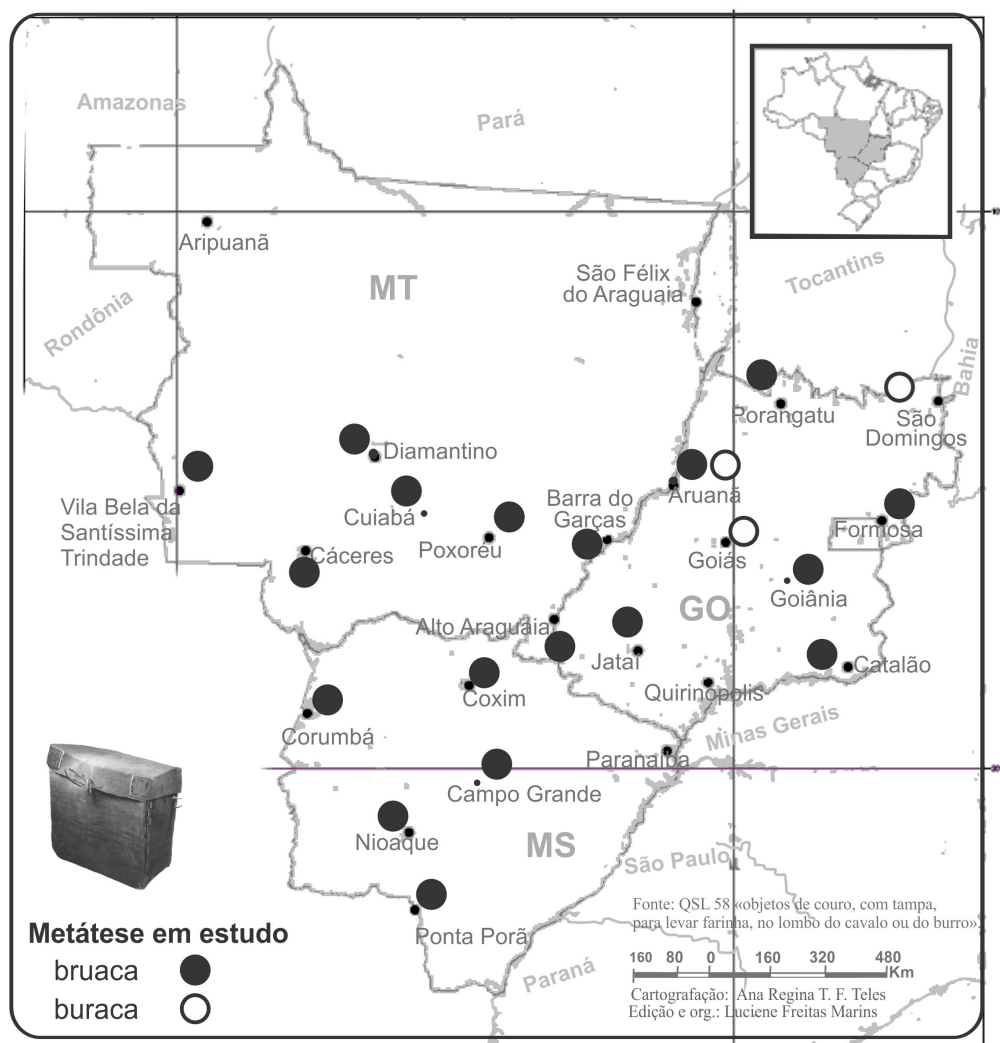 Amazonas
Pará
Aripuanã
MT
São Félix
do Araguaia
Tocantins
Rondônia
Bahia
Porangatu
São
Domingos
Diamantino
Aruanã
Vila Bela da
Santíssima
Trindade
Cuiabá
Poxoréu
Barra do
Garças
Formosa
Cáceres
Goiás
Goiânia
GO
Alto Araguaia
Jataí
Catalão
Coxim
Quirinópolis
Corumbá
Minas Gerais
Paranaíba
Campo Grande
Nioaque
MS
São Paulo
Ponta Porã
Paraná
Metátese em estudo
bruaca
buraca
Fonte: QSL 58 «objetos de couro, com tampa,
para levar farinha, no lombo do cavalo ou do burro».
160 80 0 160 320 480
Km
Cartografação: Ana Regina T. F. Teles
Edição e org.: Luciene Freitas Marins